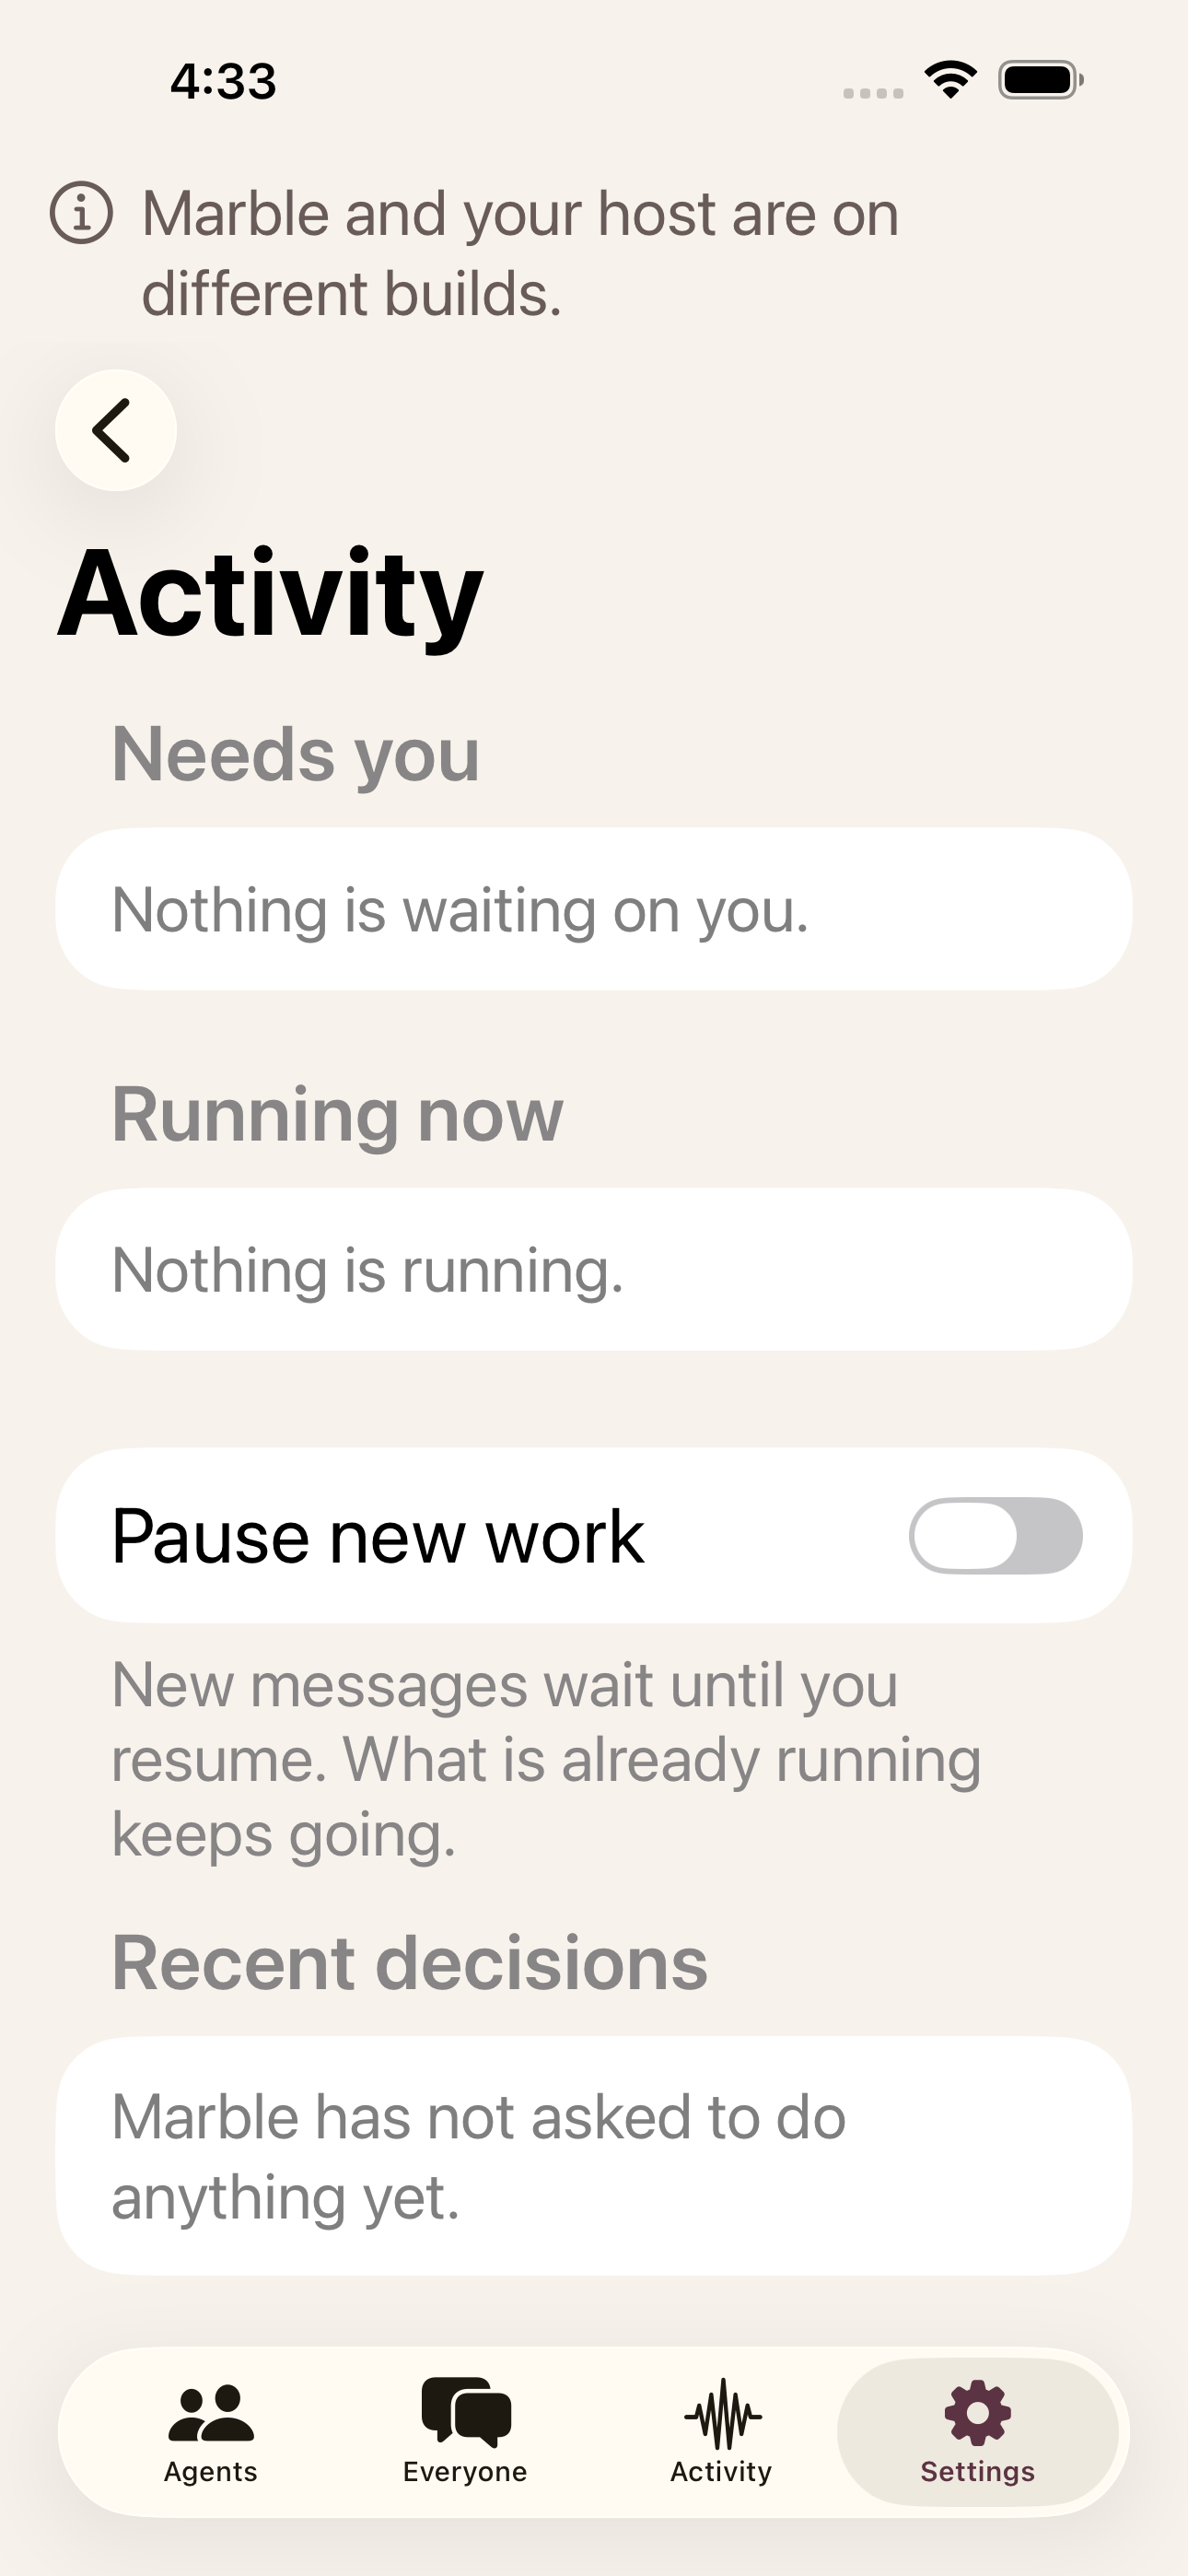 4:33
Marble and your host are on
different builds.
Activity
Needs you
Nothing is waiting on you.
Running now
Nothing is running.
Pause new work
New messages wait until you
resume. What is already running
keeps going.
Recent decisions
Marble has not asked to do
anything yet.
Agents
Everyone
Activity
Settings